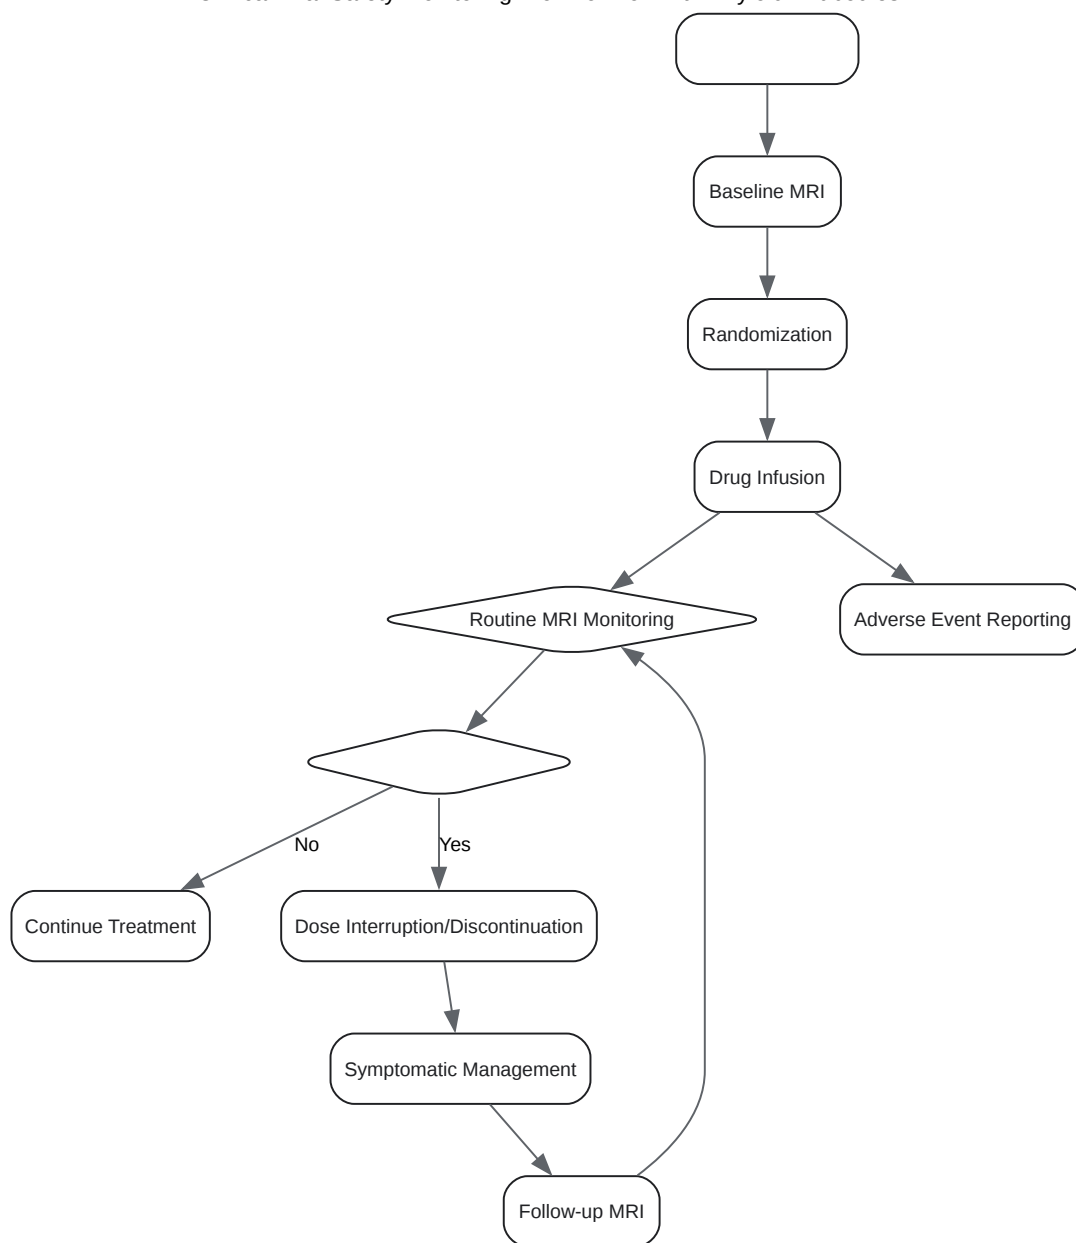 Baseline MRI
Randomization
Drug Infusion
Routine MRI Monitoring
Adverse Event Reporting
No
Yes
Continue Treatment
Dose Interruption/Discontinuation
Symptomatic Management
Follow-up MRI